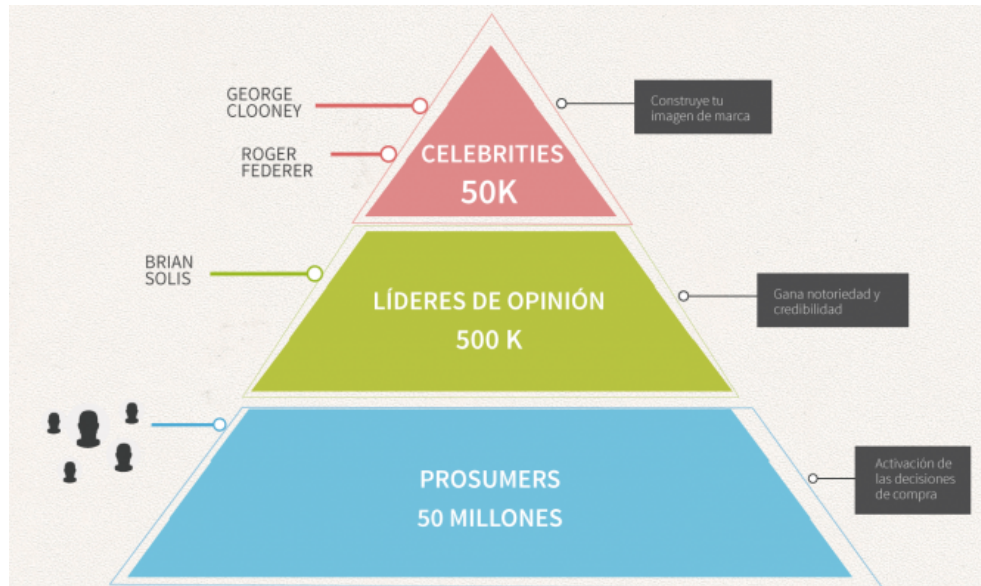 GEORGE
CLOONEY
ROGER
FEDERER
CELEBRITIES
50K
Construye tu
imagen de marca
BRIAN
SOLIS
LÍDERES DE OPINIÓN
500 K
Gana notoriedad y
credibilidad
PROSUMERS
50 MILLONES
Activación de
las decisiones
de compra